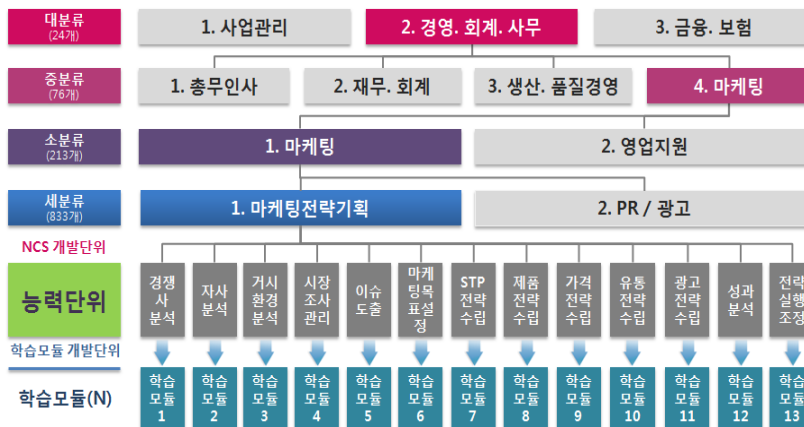 대분류
(24개)
1. 사업관리
2. 경영. 회계. 사무
3. 금융. 보험
중분류
(76개)
1. 총무인사
2. 재무. 회계
3. 생산. 품질경영
4. 마케팅
소분류
(213개)
1. 마케팅
2. 영업지원
세분류
(833개)
1. 마케팅전략기획
2. PR / 광고
NCS 개발단위
능력단위
경쟁
사
분석
자사
분석
거시
환경
분석
시장
조사
관리
이슈
도출
마케
팅목
표설
정
STP
전략
수립
제품
전략
수립
가격
전략
수립
유통
전략
수립
광고
전략
수립
성과
분석
전략
실행
조정
학습모듈 개발단위
학습모듈(N)
학습
모듈
1
학습
모듈
2
학습
모듈
3
학습
모듈
4
학습
모듈
5
학습
모듈
6
학습
모듈
7
학습
모듈
8
학습
모듈
9
학습
모듈
10
학습
모듈
11
학습
모듈
12
학습
모듈
13